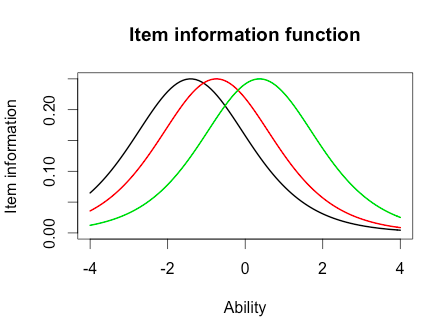 Item information function
Item information
0.20
0.10
0.00
-4 -2 0 2 4
Ability